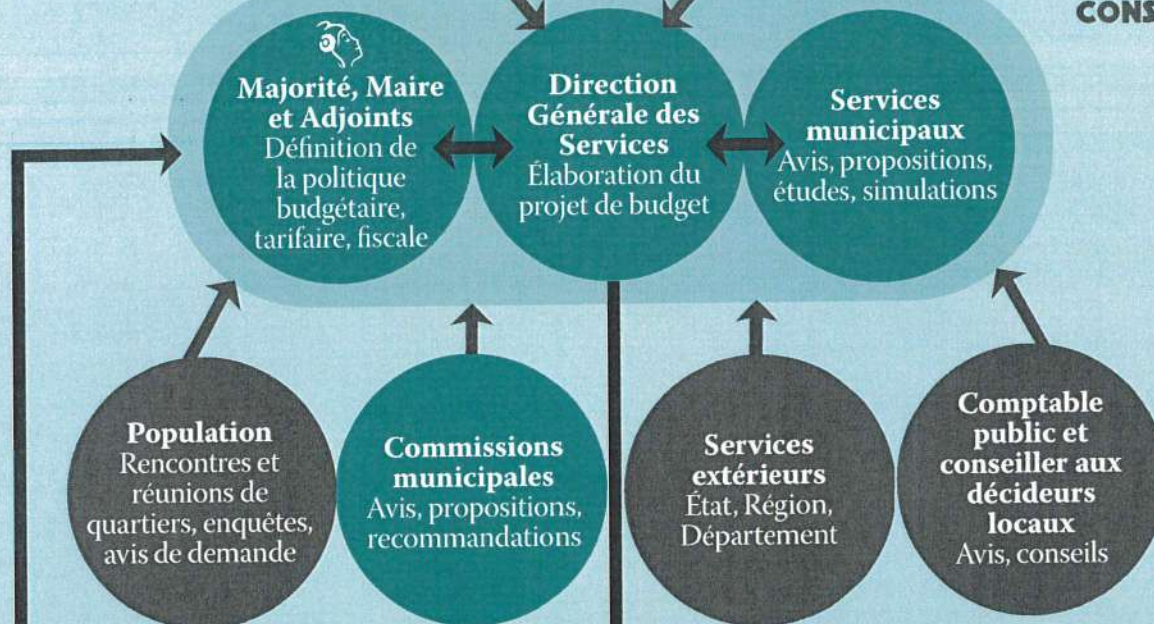 CONS
Majorité, Maire
et Adjoints
Définition de
la politique
budgétaire,
tarifaire, fiscale
Direction
Générale des
Services
Élaboration du
projet de budget
Services
municipaux
Avis, propositions,
études, simulations
Population
Rencontres et
réunions de
quartiers, enquêtes,
avis de demande
Commissions
municipales
Avis, propositions,
recommandations
Services
extérieurs
État, Région,
Département
Comptable
public et
conseiller aux
décideurs
locaux
Avis, conseils